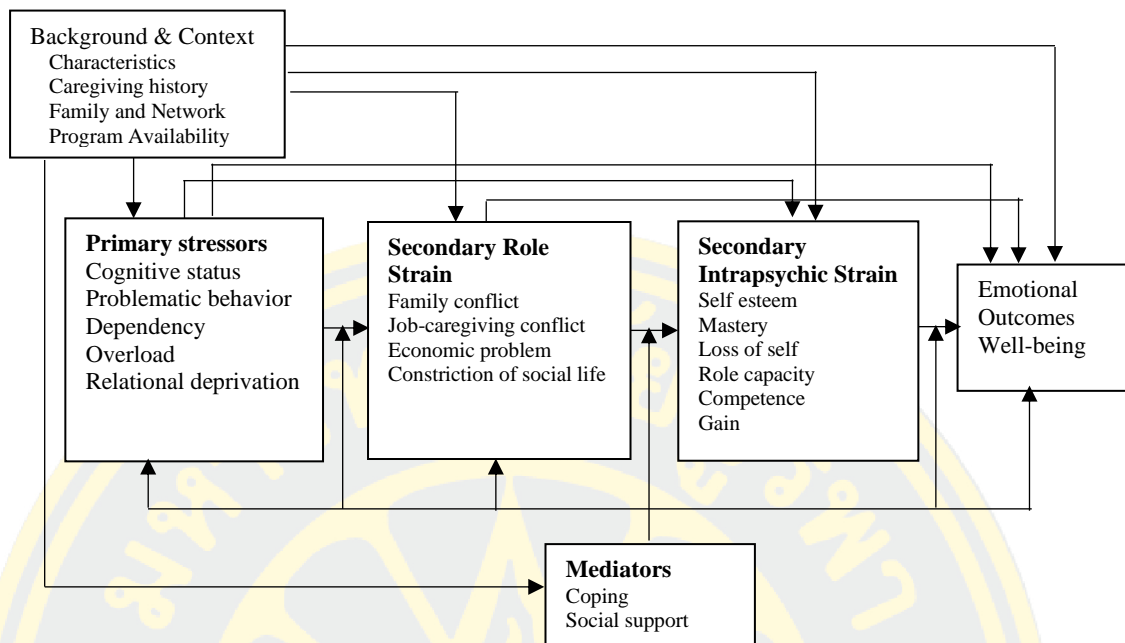 Background & Context
Characteristics
Caregiving history
Family and Network
Program Availability
Primary stressors
Cognitive status
Problematic behavior
Dependency
Overload
Relational deprivation
Secondary Role
Strain
Family conflict
Job-caregiving conflict
Economic problem
Constriction of social life
Secondary
Intrapsychic Strain
Self esteem
Mastery
Loss of self
Role capacity
Competence
Gain
Emotional
Outcomes
Well-being
Mediators
Coping
Social support